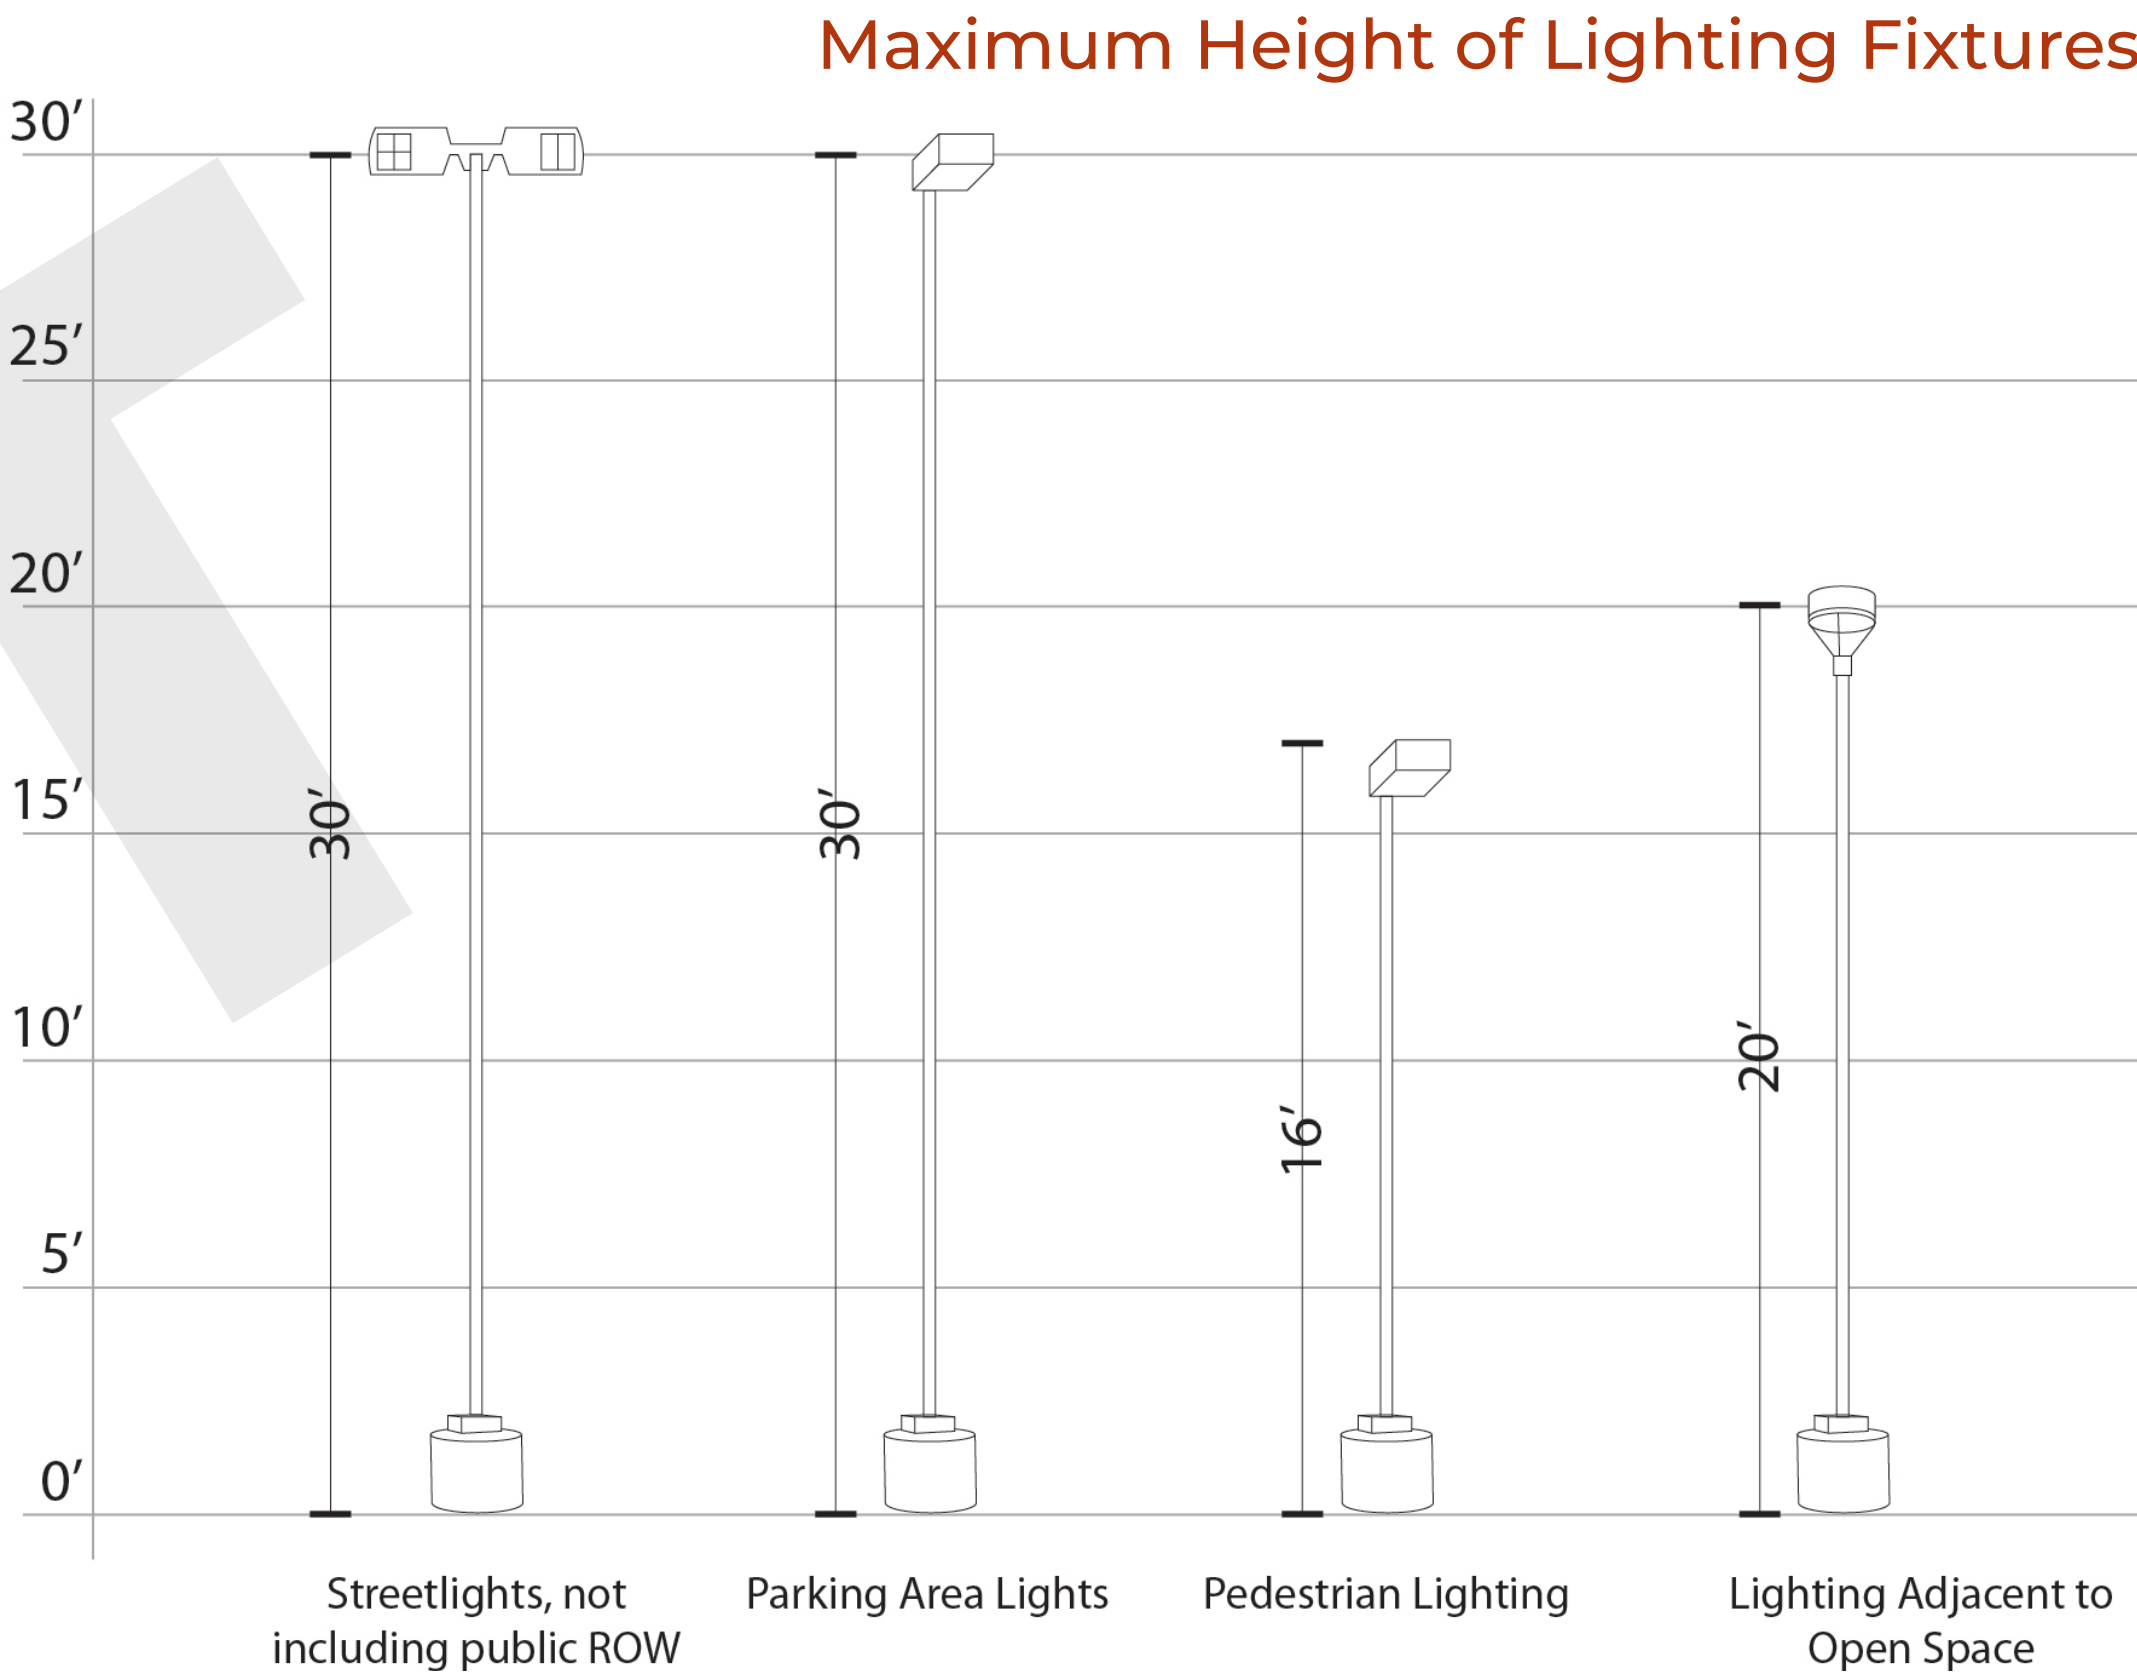 Maximum Height of Lighting Fixtures
30′
25′
20′
15′
10′
5′
0′
30′
30′
16′
20′
Streetlights, not
including public ROW
Parking Area Lights
Pedestrian Lighting
Lighting Adjacent to
Open Space